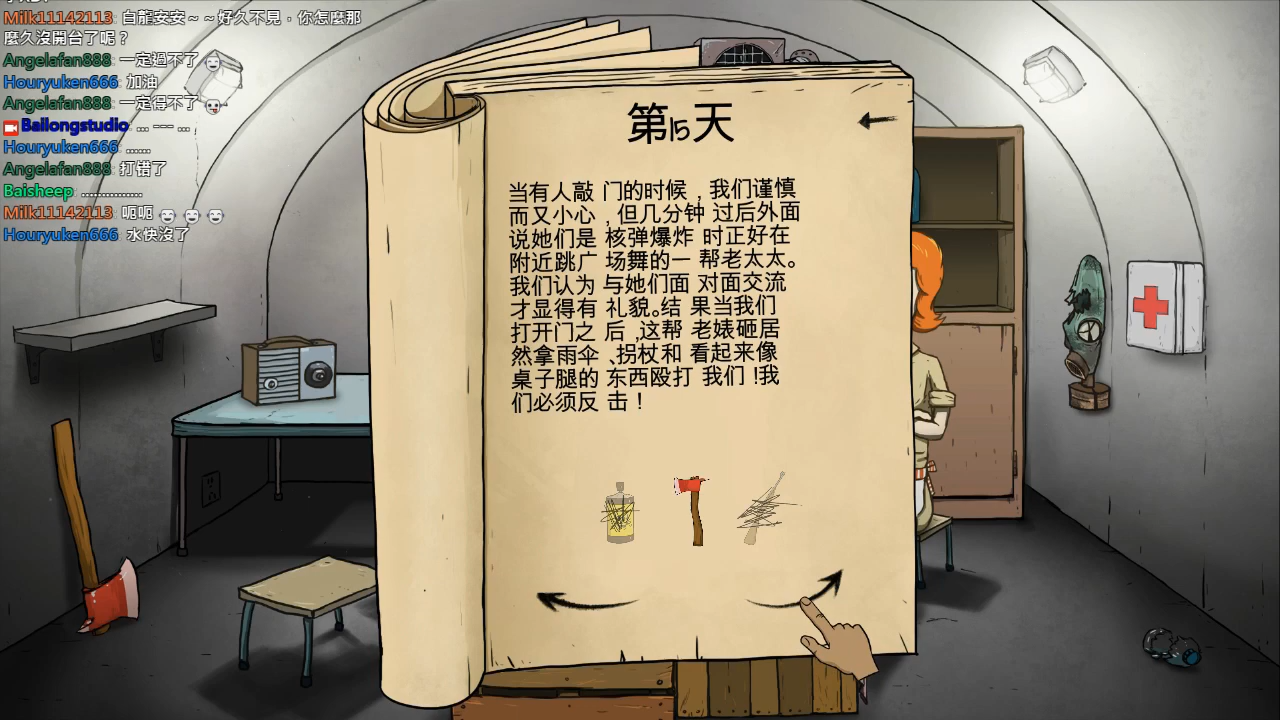 Milk11142113: 白龍安安～～好久不見，你怎麼那
麼久沒開台了呢？
Angelafan888: 一定過不了
Houryuken666: 加油
Angelafan888: 一定得不了
Bailongstudio: ... --- ...
Houryuken666: ......
Angelafan888: 打錯了
Baisheep: ..............
Milk11142113: 呃呃
Houryuken666: 水快沒了
第15天
当有人敲 门的时候 , 我们谨慎
而又小心 , 但几分钟 过后外面
说她们是 核弹爆炸 时正好在
附近跳广 场舞的一 帮老太太。
我们认为 与她们面 对面交流
才显得有 礼貌。结 果当我们
打开门之 后 ,这帮 老婊砸居
然拿雨伞 、拐杖和 看起来像
桌子腿的 东西殴打 我们 !我
们必须反 击！